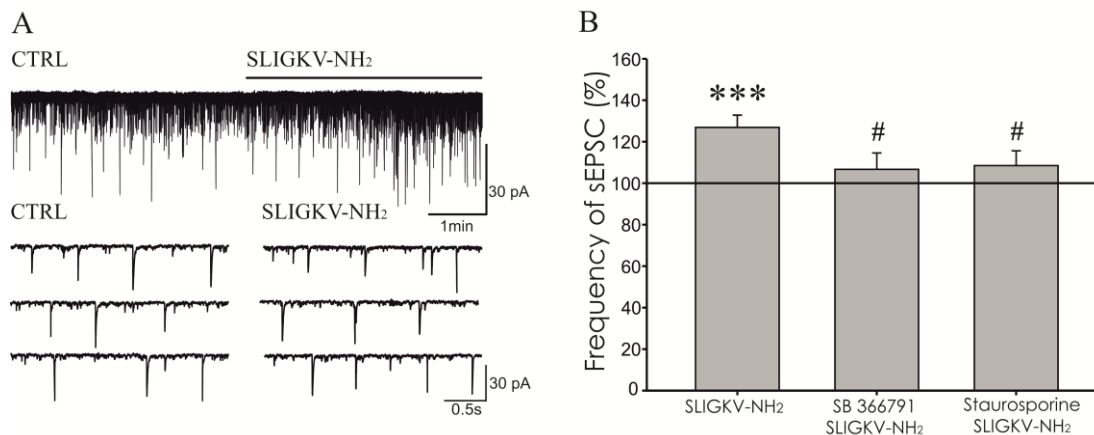 A
CTRL SLIGKV-NH₂
30 pA
1min
CTRL SLIGKV-NH₂
30 pA
0.5s
B
Frequency of sEPSC (%)
160
140
120
100
80
60
40
20
0
***
#
#
SLIGKV-NH₂
SB 366791
SLIGKV-NH₂
Staurosporine
SLIGKV-NH₂